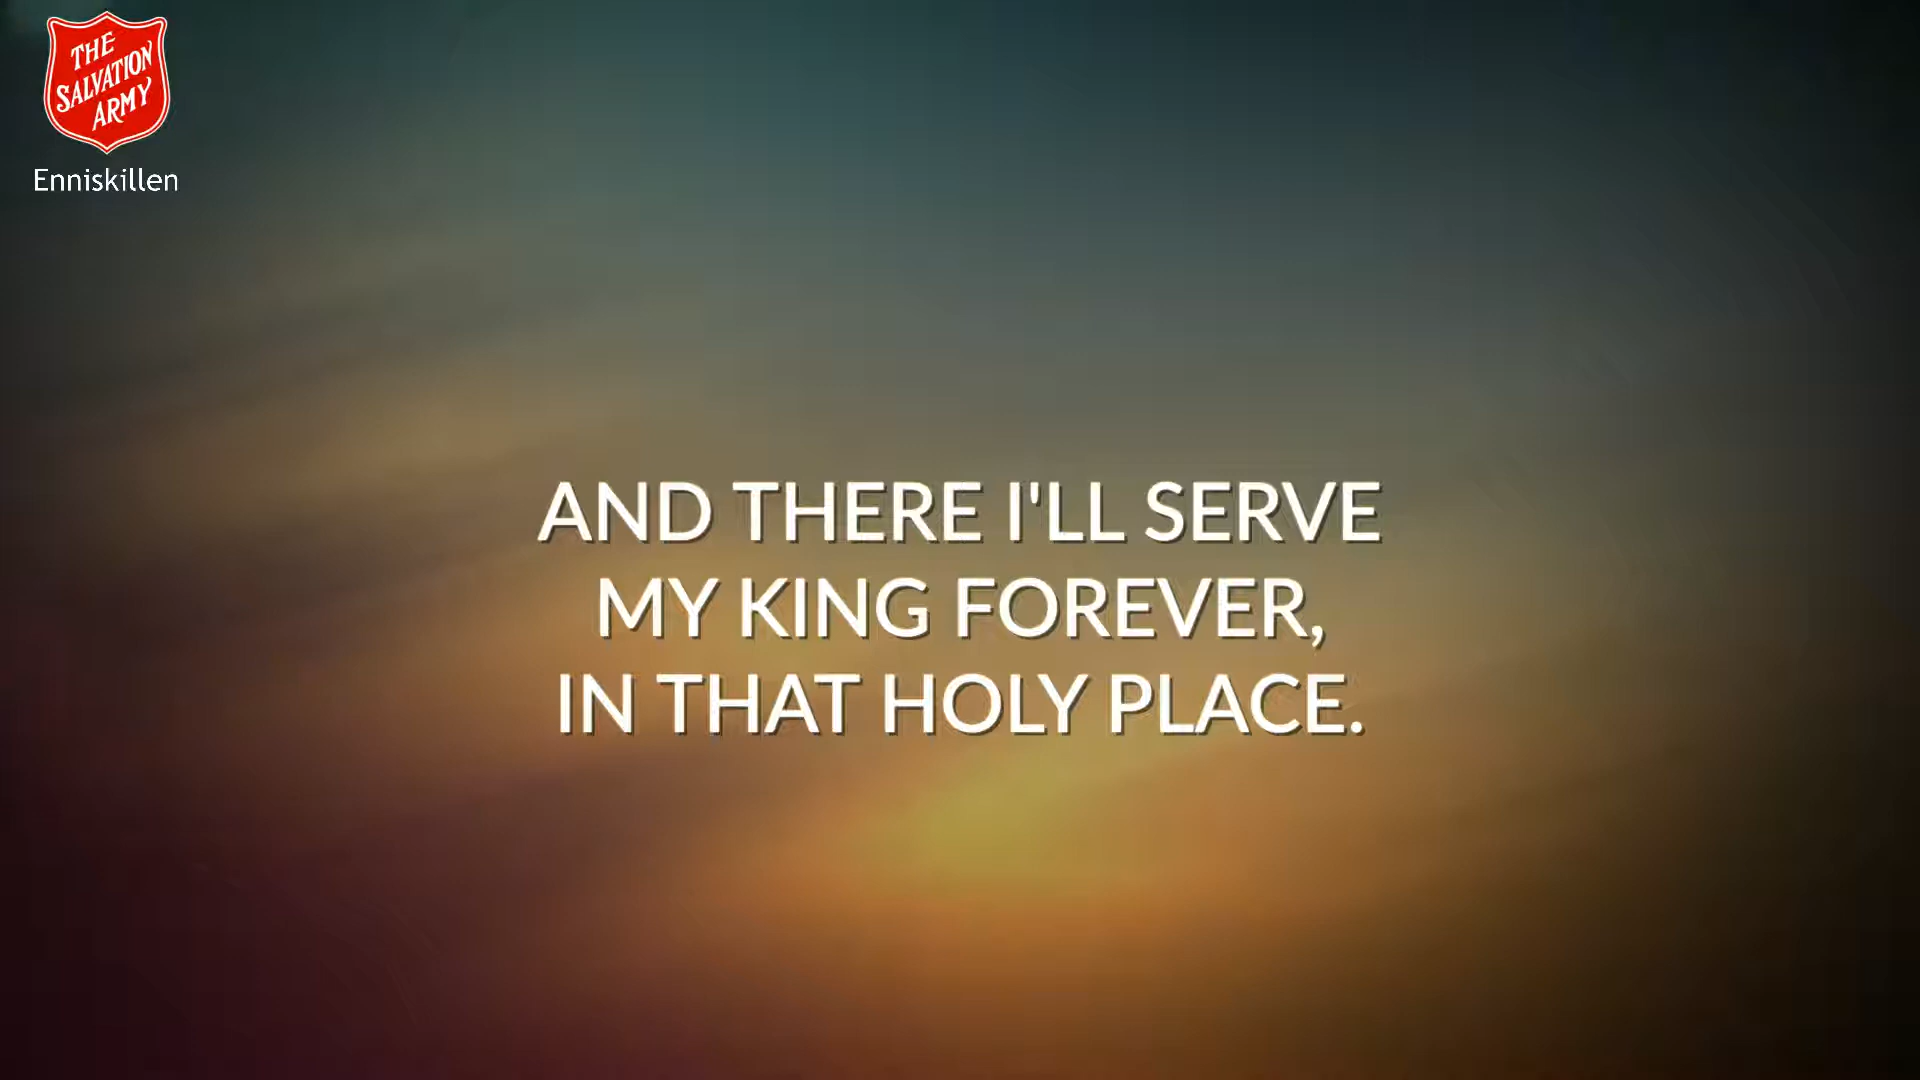 THE
SALVATION
ARMY
Enniskillen
AND THERE I'LL SERVE
MY KING FOREVER,
IN THAT HOLY PLACE.